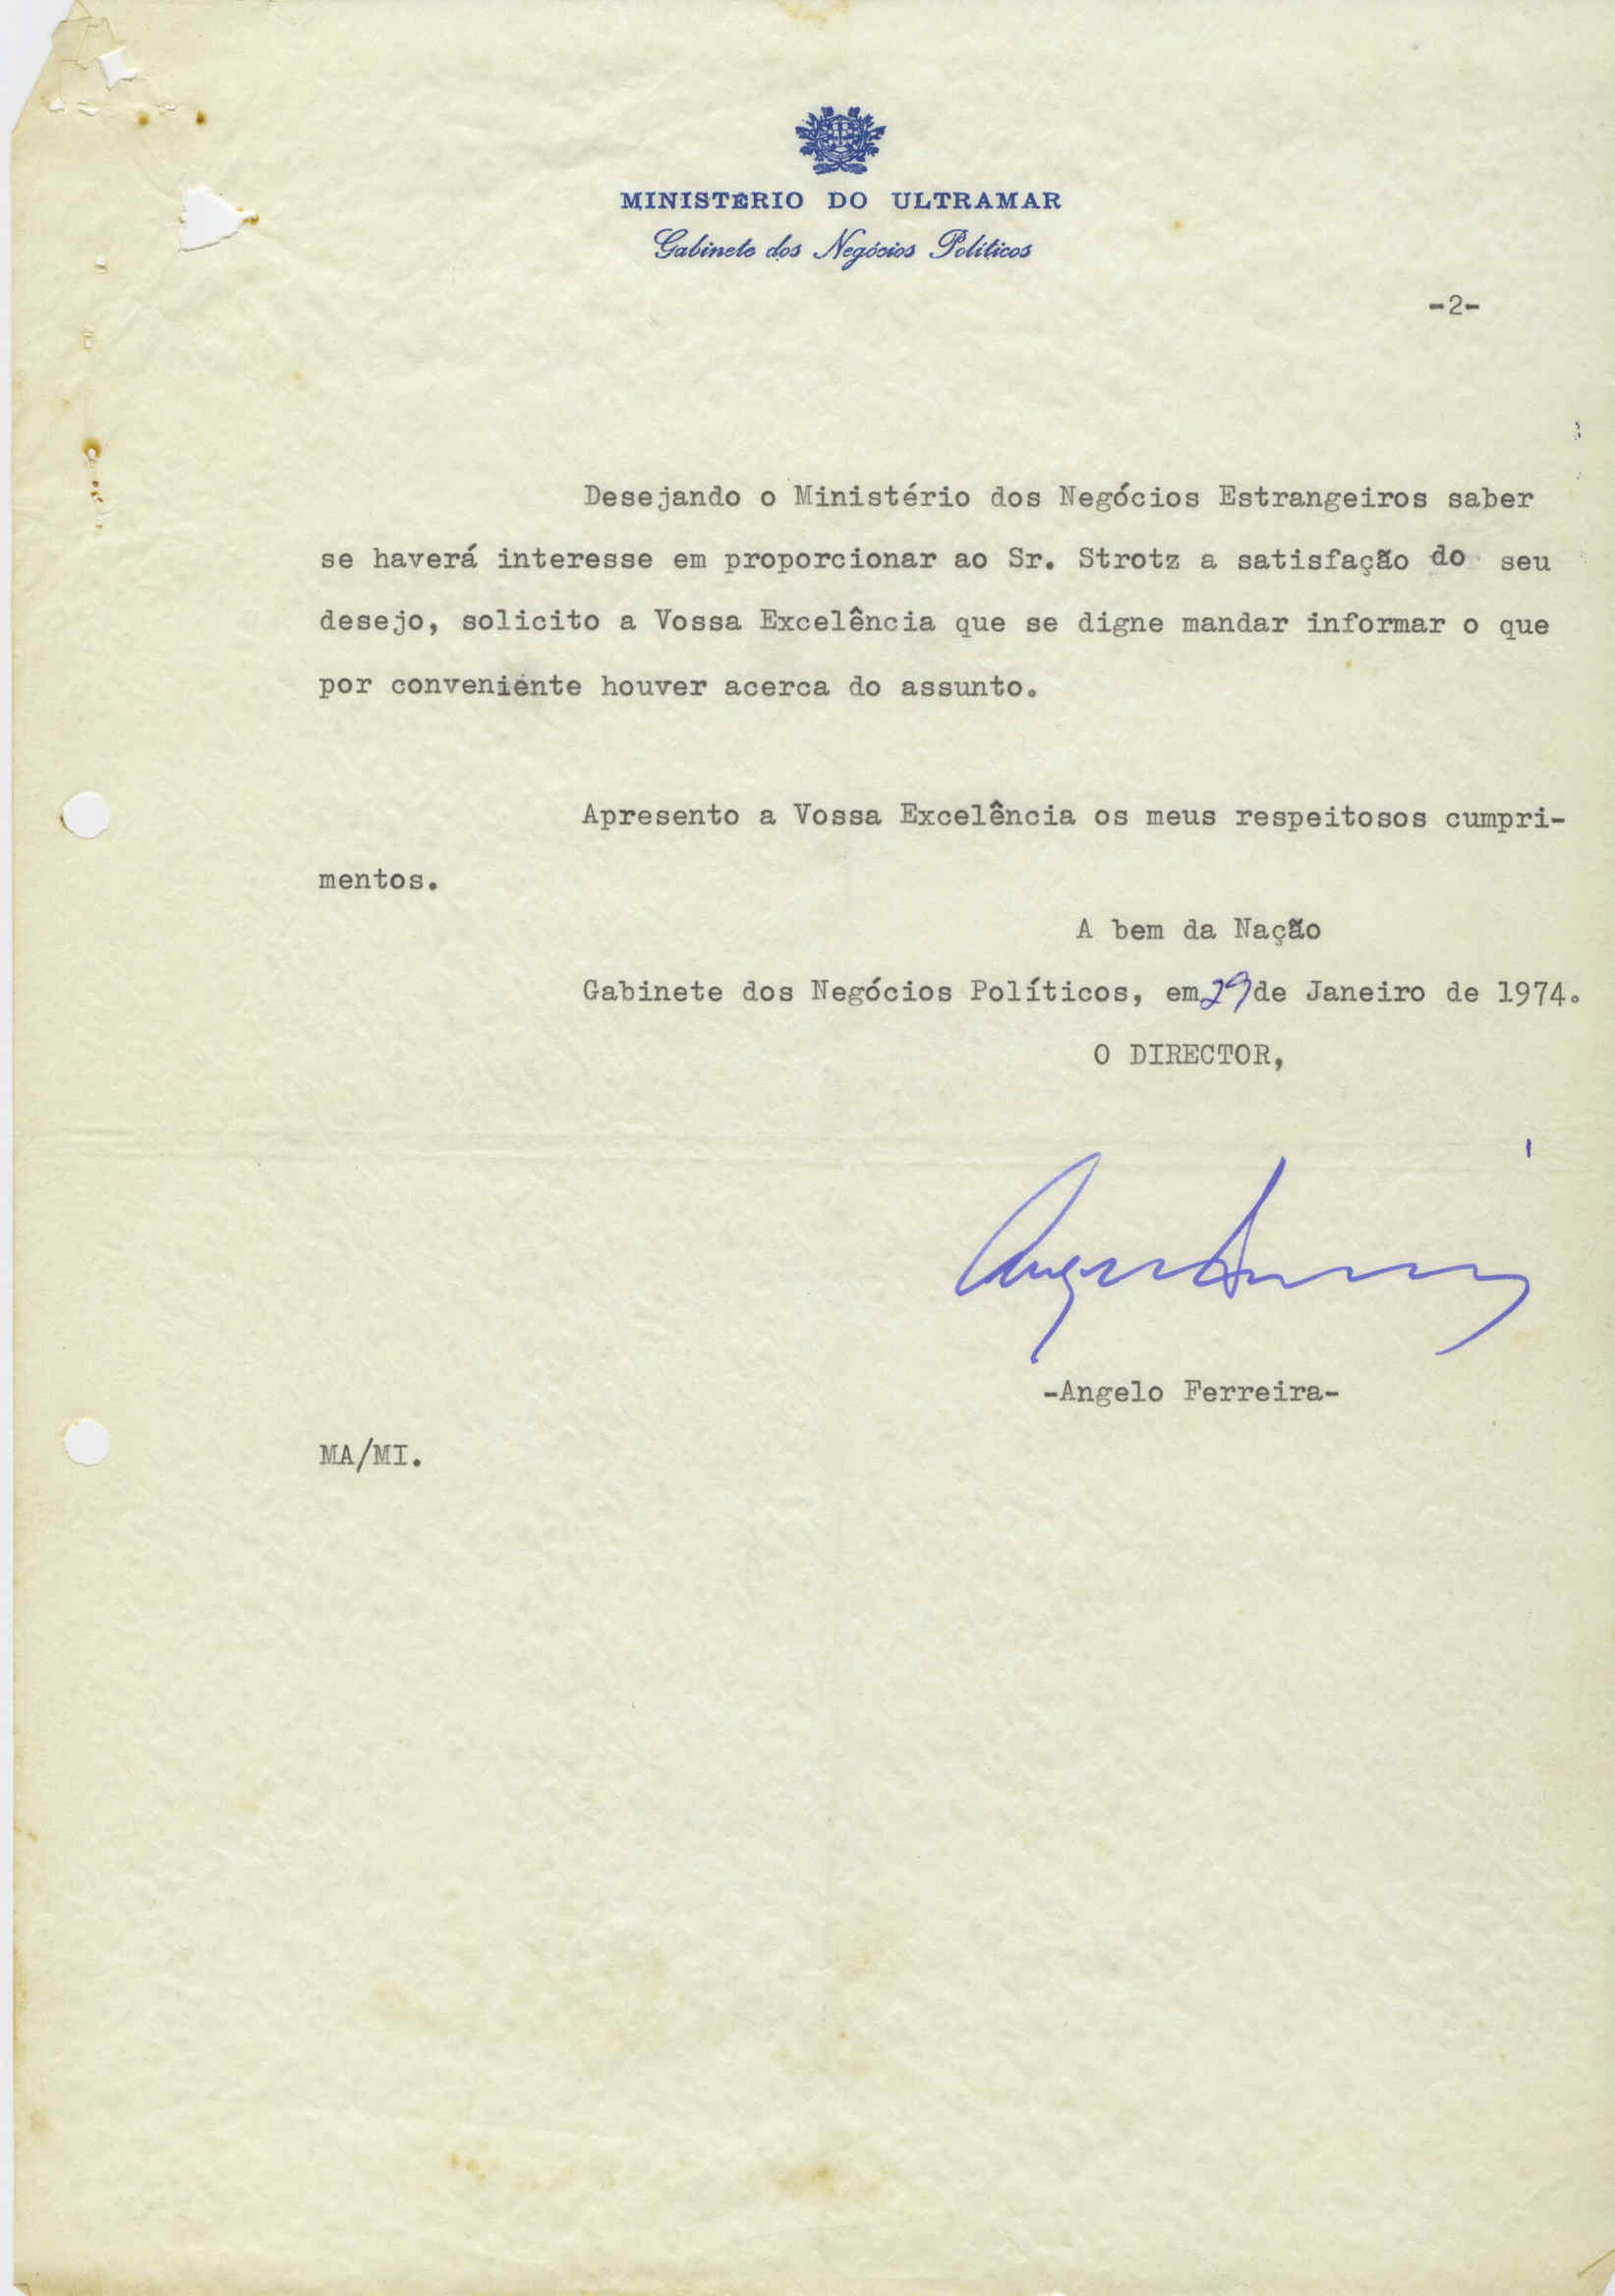 MINISTÉRIO DO ULTRAMAR
Gabinete dos Negócios Políticos
-2-
Desejando o Ministério dos Negócios Estrangeiros saber
se haverá interesse em proporcionar ao Sr. Strotz a satisfação do seu
desejo, solicito a Vossa Excelência que se digne mandar informar o que
por conveniente houver acerca do assunto.
Apresento a Vossa Excelência os meus respeitosos cumpri-
mentos.
A bem da Nação
Gabinete dos Negócios Políticos, em 29 de Janeiro de 1974.
O DIRECTOR,
-Angelo Ferreira-
MA/MI.